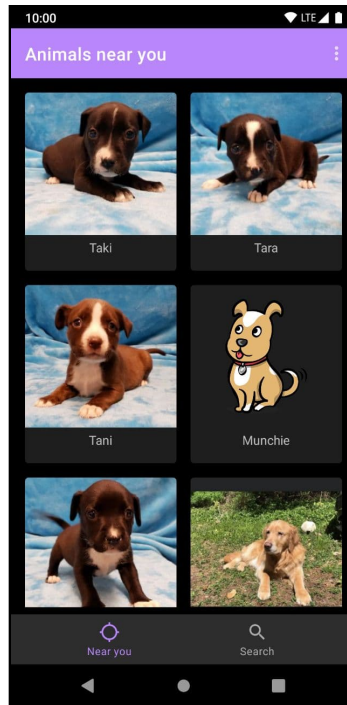 10:00 LTE
Animals near you
Taki Tara
Tani Munchie
Near you Search